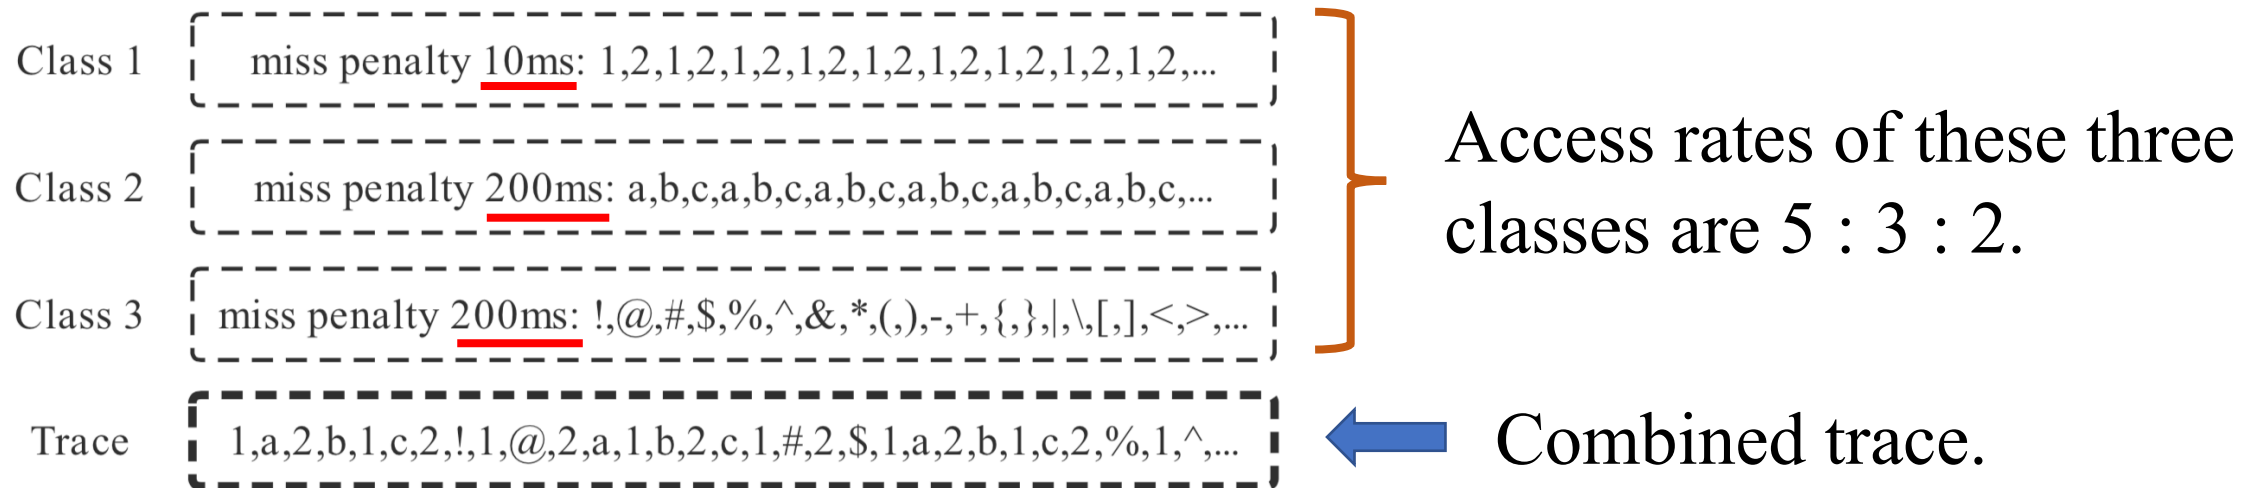 Class 1 miss penalty 10ms: 1,2,1,2,1,2,1,2,1,2,1,2,1,2,1,2,1,2,...
Class 2 miss penalty 200ms: a,b,c,a,b,c,a,b,c,a,b,c,a,b,c,a,b,c,...
Class 3 miss penalty 200ms: !,@,#,$,%,^,&,*,(,),-,+,{,},|,\,[,],<,>,...
Trace 1,a,2,b,1,c,2,!,1,@,2,a,1,b,2,c,1,#,2,$,1,a,2,b,1,c,2,%,1,^,...
Access rates of these three
classes are 5 : 3 : 2.
Combined trace.